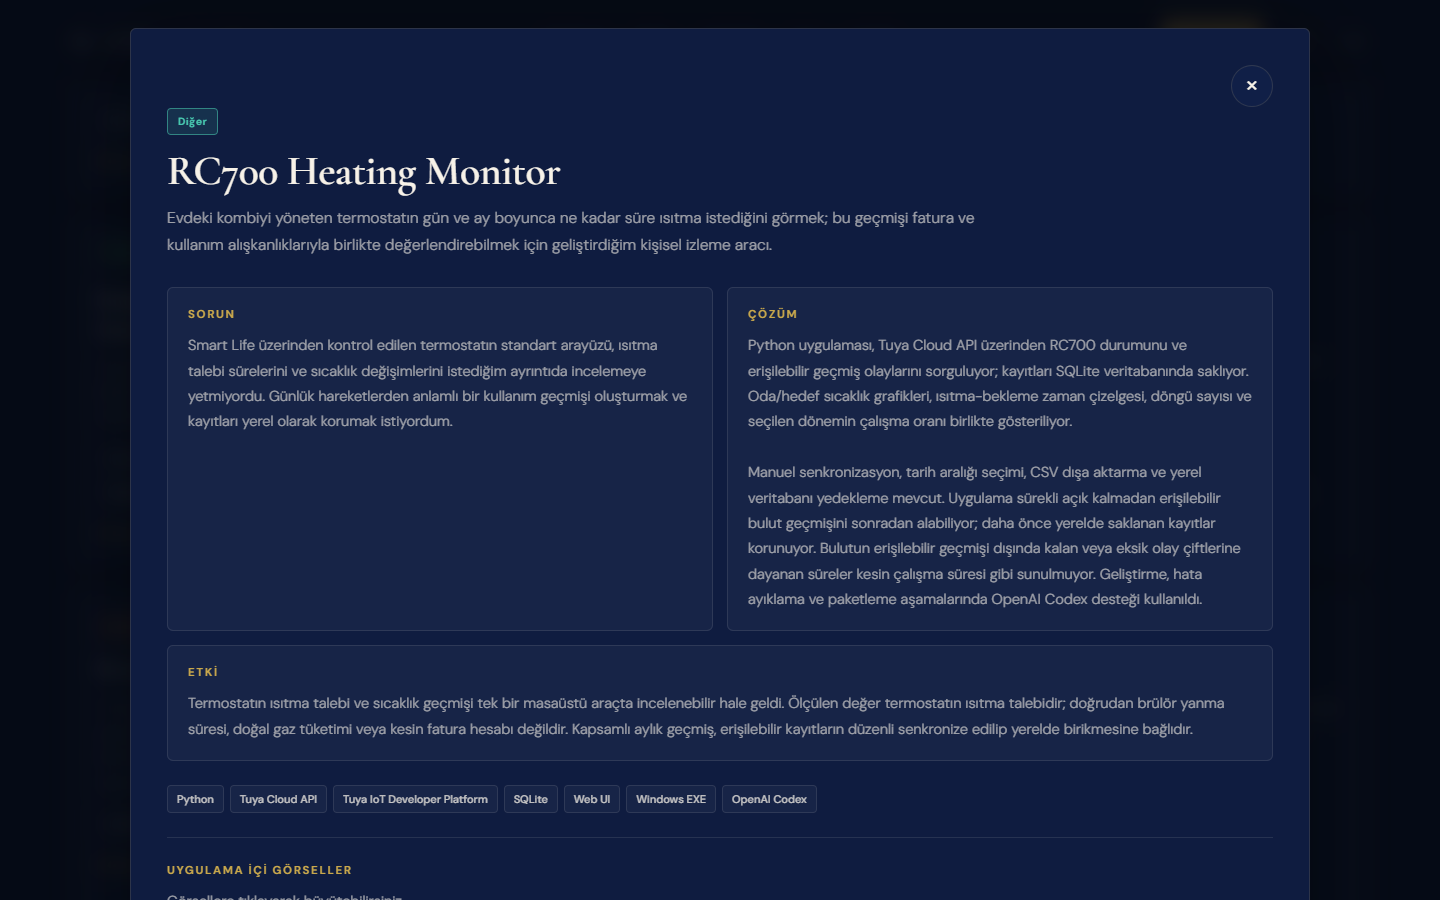 Diğer
RC700 Heating Monitor
Evdeki kombiyi yöneten termostatın gün ve ay boyunca ne kadar süre ısıtma istediğini görmek; bu geçmişi fatura ve
kullanım alışkanlıklarıyla birlikte değerlendirebilmek için geliştirdiğim kişisel izleme aracı.
SORUN
Smart Life üzerinden kontrol edilen termostatın standart arayüzü, ısıtma
talebi sürelerini ve sıcaklık değişimlerini istediğim ayrıntıda incelemeye
yetmiyordu. Günlük hareketlerden anlamlı bir kullanım geçmişi oluşturmak ve
kayıtları yerel olarak korumak istiyordum.
ÇÖZÜM
Python uygulaması, Tuya Cloud API üzerinden RC700 durumunu ve
erişilebilir geçmiş olaylarını sorguluyor; kayıtları SQLite veritabanında saklıyor.
Oda/hedef sıcaklık grafikleri, ısıtma-bekleme zaman çizelgesi, döngü sayısı ve
seçilen dönemin çalışma oranı birlikte gösteriliyor.
Manuel senkronizasyon, tarih aralığı seçimi, CSV dışa aktarma ve yerel
veritabanı yedekleme mevcut. Uygulama sürekli açık kalmadan erişilebilir
bulut geçmişini sonradan alabiliyor; daha önce yerelde saklanan kayıtlar
korunuyor. Bulutun erişilebilir geçmişi dışında kalan veya eksik olay çiftlerine
dayanan süreler kesin çalışma süresi gibi sunulmuyor. Geliştirme, hata
ayıklama ve paketleme aşamalarında OpenAI Codex desteği kullanıldı.
ETKİ
Termostatın ısıtma talebi ve sıcaklık geçmişi tek bir masaüstü araçta incelenebilir hale geldi. Ölçülen değer termostatın ısıtma talebidir; doğrudan brülör yanma
süresi, doğal gaz tüketimi veya kesin fatura hesabı değildir. Kapsamlı aylık geçmiş, erişilebilir kayıtların düzenli senkronize edilip yerelde birikmesine bağlıdır.
Python
Tuya Cloud API
Tuya IoT Developer Platform
SQLite
Web UI
Windows EXE
OpenAI Codex
UYGULAMA İÇİ GÖRSELLER
Görsellere tıklayarak büyütebilirsiniz.